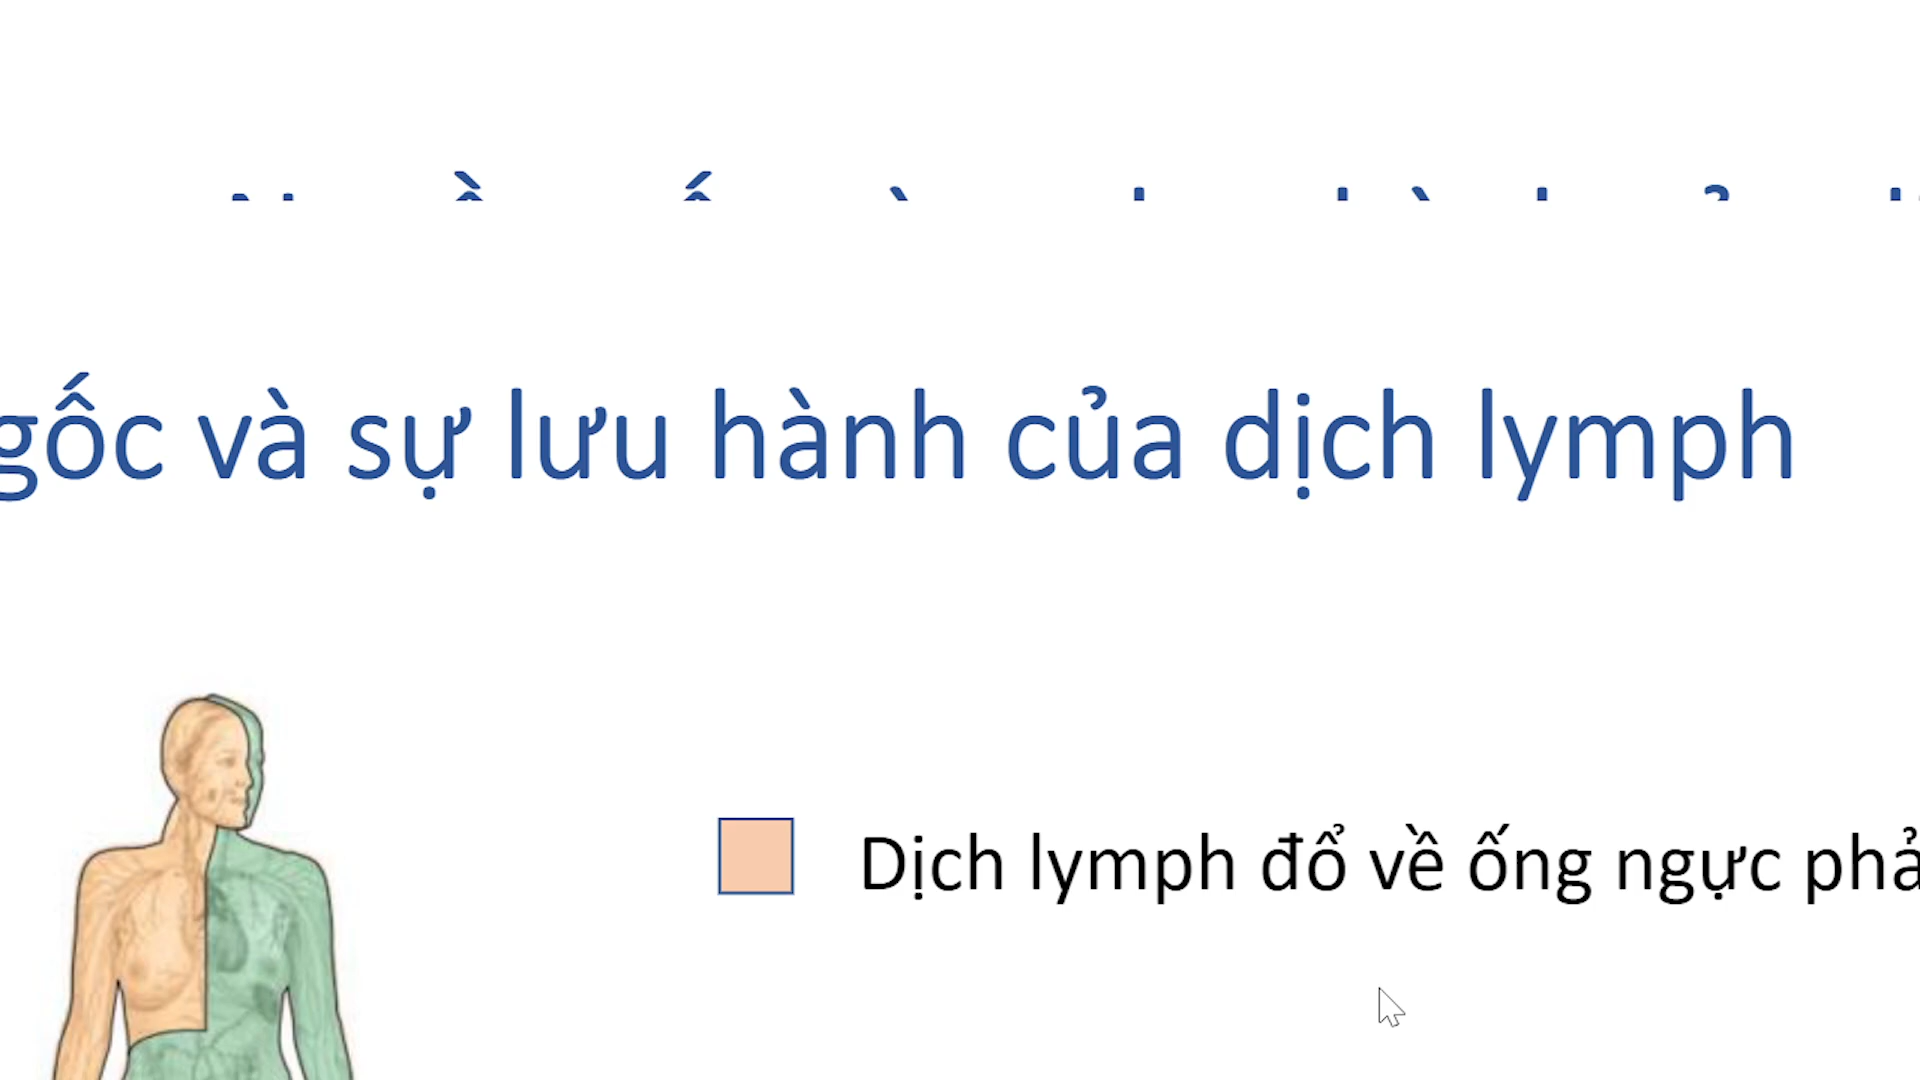 gốc và sự lưu hành của dịch lymph
Dịch lymph đổ về ống ngực phả